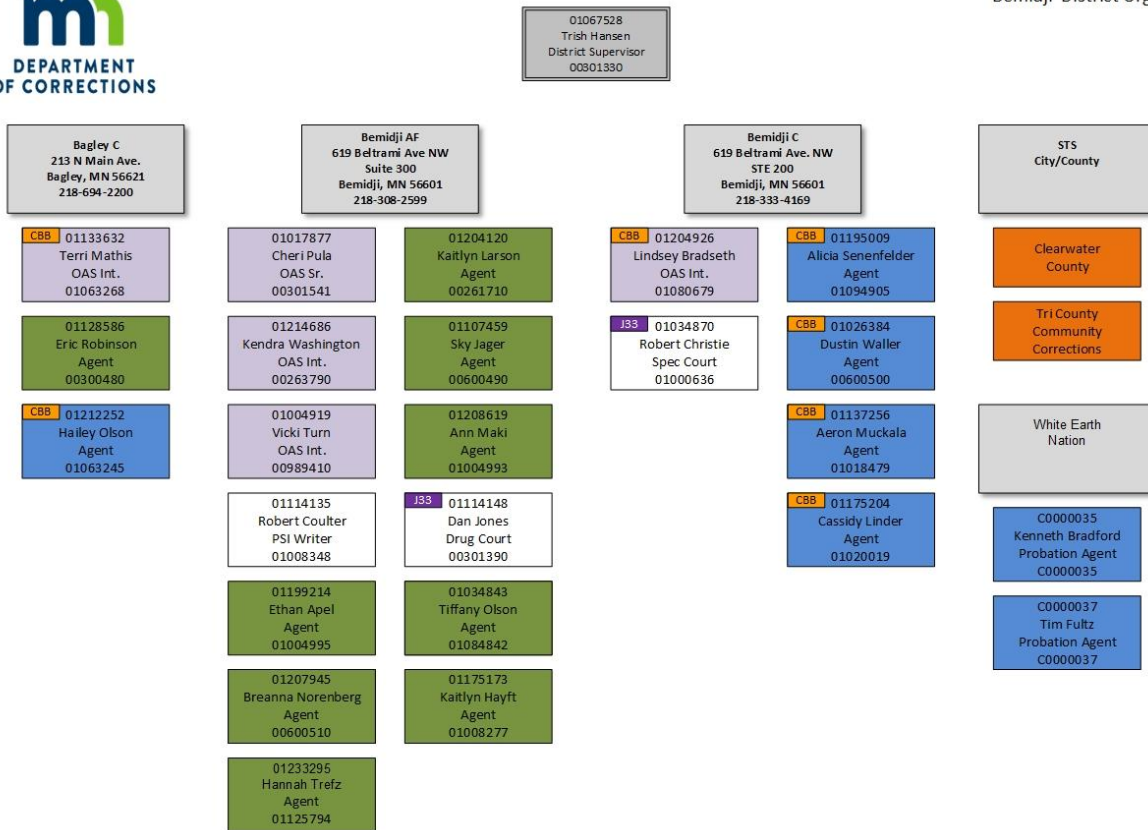 Bemidji District Org
DEPARTMENT
OF CORRECTIONS
01067528
Trish Hansen
District Supervisor
00301330
Bagley C
213 N Main Ave.
Bagley, MN 56621
218-694-2200
CBB 01133632
Terri Mathis
OAS Int.
01063268
01128586
Eric Robinson
Agent
00300480
CBB 01212252
Hailey Olson
Agent
01063245
Bemidji AF
619 Beltrami Ave NW
Suite 300
Bemidji, MN 56601
218-308-2599
01017877
Cheri Pula
OAS Sr.
00301541
01214686
Kendra Washington
OAS Int.
00263790
01004919
Vicki Turn
OAS Int.
00989410
01114135
Robert Coulter
PSI Writer
01008348
01199214
Ethan Apel
Agent
01004995
01207945
Breanna Norenberg
Agent
00600510
01233295
Hannah Trefz
Agent
01125794
01204120
Kaitlyn Larson
Agent
00261710
01107459
Sky Jager
Agent
00600490
01208619
Ann Maki
Agent
01004993
J33 01114148
Dan Jones
Drug Court
00301390
01034843
Tiffany Olson
Agent
01084842
01175173
Kaitlyn Hayft
Agent
01008277
Bemidji C
619 Beltrami Ave. NW
STE 200
Bemidji, MN 56601
218-333-4169
CBB 01204926
Lindsey Bradseth
OAS Int.
01080679
J33 01034870
Robert Christie
Spec Court
01000636
CBB 01195009
Alicia Senenfelder
Agent
01094905
CBB 01026384
Dustin Waller
Agent
00600500
CBB 01137256
Aeron Muckala
Agent
01018479
CBB 01175204
Cassidy Linder
Agent
01020019
STS
City/County
Clearwater
County
Tri County
Community
Corrections
White Earth
Nation
C0000035
Kenneth Bradford
Probation Agent
C0000035
C0000037
Tim Fultz
Probation Agent
C0000037